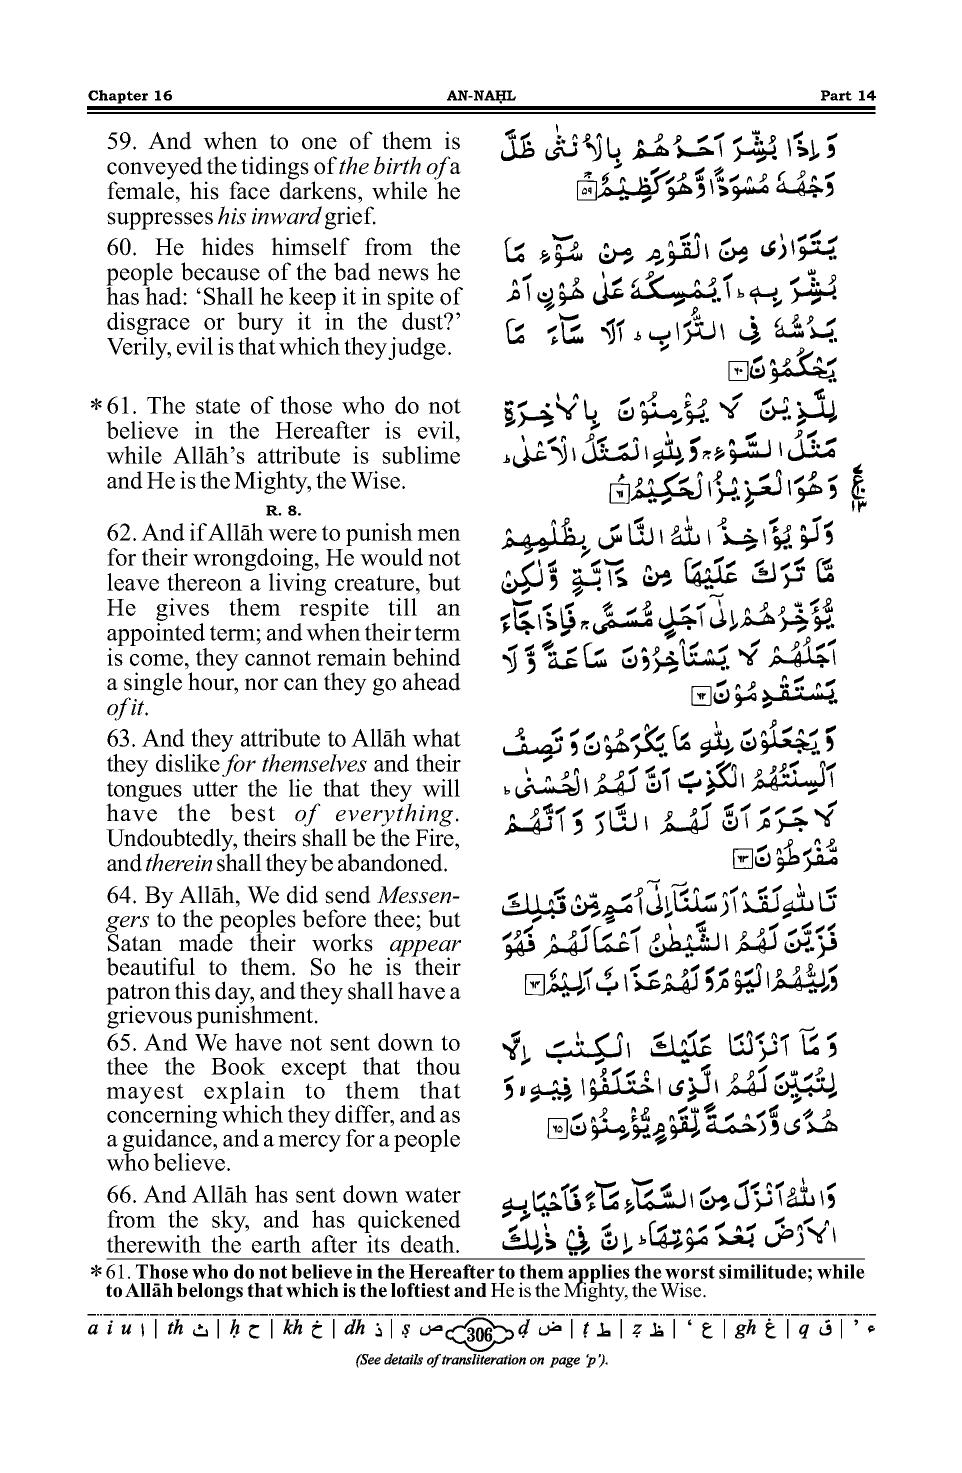 Chapter 16 AN-NAḤL Part 14
59. And when to one of them is
conveyed the tidings of the birth of a
female, his face darkens, while he
suppresses his inward grief.
وَ اِذَا بُشِّرَ اَحَدُهُمْ بِالْاُنْثٰى ظَلَّ
وَجْهُهٗ مُسْوَدًّا وَّهُوَ كَظِيْمٌۚ ۵۹
60. He hides himself from the
people because of the bad news he
has had: ‘Shall he keep it in spite of
disgrace or bury it in the dust?’
Verily, evil is that which they judge.
يَتَوَارٰى مِنَ الْقَوْمِ مِنْ سُوْٓءِ مَا
بُشِّرَ بِهٖ ؕ اَيُمْسِكُهٗ عَلٰى هُوْنٍ اَمْ
يَدُسُّهٗ فِى التُّرَابِ ؕ اَلَا سَآءَ مَا
يَحْكُمُوْنَ ۶۰
*61. The state of those who do not
believe in the Hereafter is evil,
while Allāh’s attribute is sublime
and He is the Mighty, the Wise.
لِلَّذِيْنَ لَا يُؤْمِنُوْنَ بِالْاٰخِرَةِ
مَثَلُ السَّوْءِ ۚ وَلِلّٰهِ الْمَثَلُ الْاَعْلٰى ؕ
وَهُوَ الْعَزِيْزُ الْحَكِيْمُ ۶۱
R. 8.
62. And if Allāh were to punish men
for their wrongdoing, He would not
leave thereon a living creature, but
He gives them respite till an
appointed term; and when their term
is come, they cannot remain behind
a single hour, nor can they go ahead
of it.
وَلَوْ يُؤَاخِذُ اللّٰهُ النَّاسَ بِظُلْمِهِمْ
مَّا تَرَكَ عَلَيْهَا مِنْ دَآبَّةٍ وَّلٰكِنْ
يُّؤَخِّرُهُمْ اِلٰٓى اَجَلٍ مُّسَمًّى ۚ فَاِذَا جَآءَ
اَجَلُهُمْ لَا يَسْتَاْخِرُوْنَ سَاعَةً وَّ لَا
يَسْتَقْدِمُوْنَ ۶۲
63. And they attribute to Allāh what
they dislike for themselves and their
tongues utter the lie that they will
have the best of everything.
Undoubtedly, theirs shall be the Fire,
and therein shall they be abandoned.
وَ يَجْعَلُوْنَ لِلّٰهِ مَا يَكْرَهُوْنَ وَ تَصِفُ
اَلْسِنَتُهُمُ الْكَذِبَ اَنَّ لَهُمُ الْحُسْنٰى ؕ
لَا جَرَمَ اَنَّ لَهُمُ النَّارَ وَ اَنَّهُمْ
مُّفْرَطُوْنَ ۶۳
64. By Allāh, We did send Messen-
gers to the peoples before thee; but
Satan made their works appear
beautiful to them. So he is their
patron this day, and they shall have a
grievous punishment.
تَاللّٰهِ لَقَدْ اَرْسَلْنَاۤ اِلٰٓى اُمَمٍ مِّنْ قَبْلِكَ
فَزَيَّنَ لَهُمُ الشَّيْطٰنُ اَعْمَالَهُمْ فَهُوَ
وَلِيُّهُمُ الْيَوْمَ وَ لَهُمْ عَذَابٌ اَلِيْمٌ ۶۴
65. And We have not sent down to
thee the Book except that thou
mayest explain to them that
concerning which they differ, and as
a guidance, and a mercy for a people
who believe.
وَ مَاۤ اَنْزَلْنَا عَلَيْكَ الْكِتٰبَ اِلَّا
لِتُبَيِّنَ لَهُمُ الَّذِى اخْتَلَفُوْا فِيْهِ ۙ وَ
هُدًى وَّرَحْمَةً لِّقَوْمٍ يُّؤْمِنُوْنَ ۶۵
66. And Allāh has sent down water
from the sky, and has quickened
therewith the earth after its death.
وَاللّٰهُ اَنْزَلَ مِنَ السَّمَآءِ مَآءً فَاَحْيَا بِهِ
الْاَرْضَ بَعْدَ مَوْتِهَا ؕ اِنَّ فِيْ ذٰلِكَ
*61. Those who do not believe in the Hereafter to them applies the worst similitude; while
to Allāh belongs that which is the loftiest and He is the Mighty, the Wise.
a i u ا | th ث | ḥ ح | kh خ | dh ذ | ṣ ص 306 ḍ ض | ṭ ط | ẓ ظ | ‘ ع | gh غ | q ق | ’ ء
(See details of transliteration on page ‘p’).